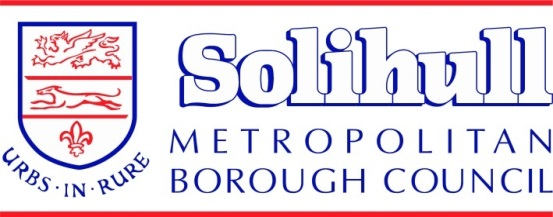 Solihull
METROPOLITAN
BOROUGH COUNCIL
URBS·IN·RURE